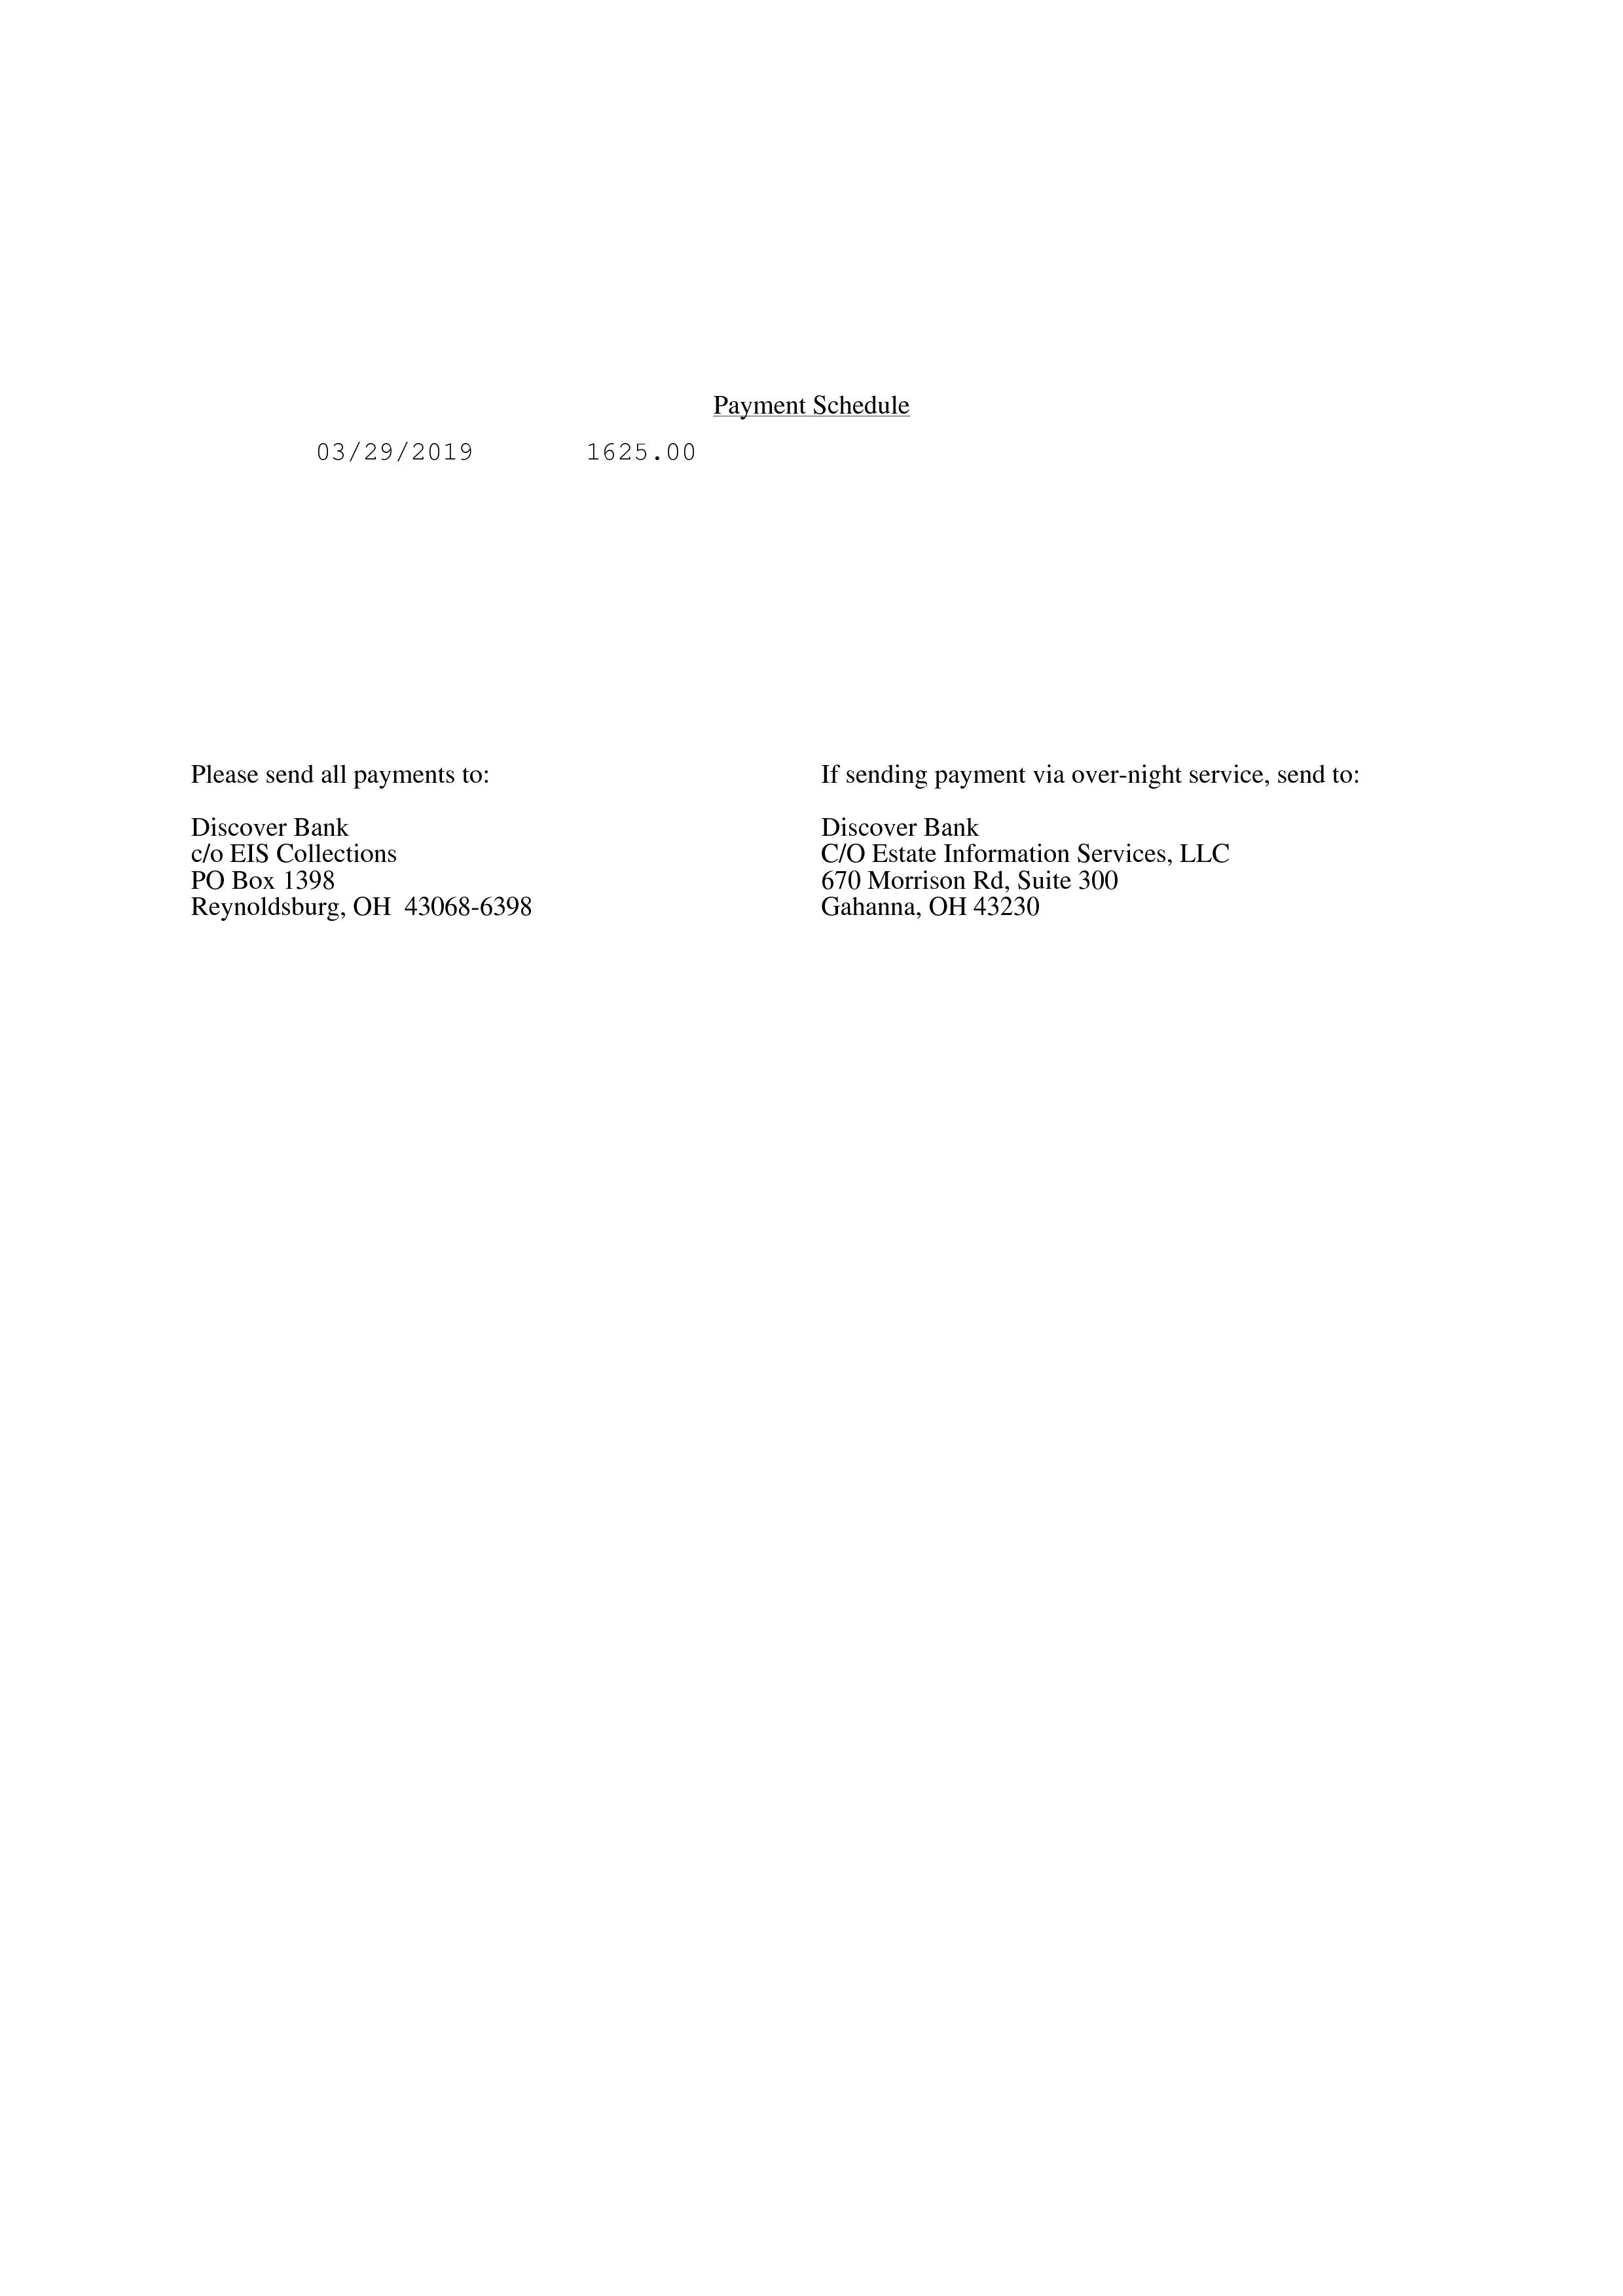 Payment Schedule
03/29/2019 1625.00
Please send all payments to:
Discover Bank
c/o EIS Collections
PO Box 1398
Reynoldsburg, OH 43068-6398
If sending payment via over-night service, send to:
Discover Bank
C/O Estate Information Services, LLC
670 Morrison Rd, Suite 300
Gahanna, OH 43230